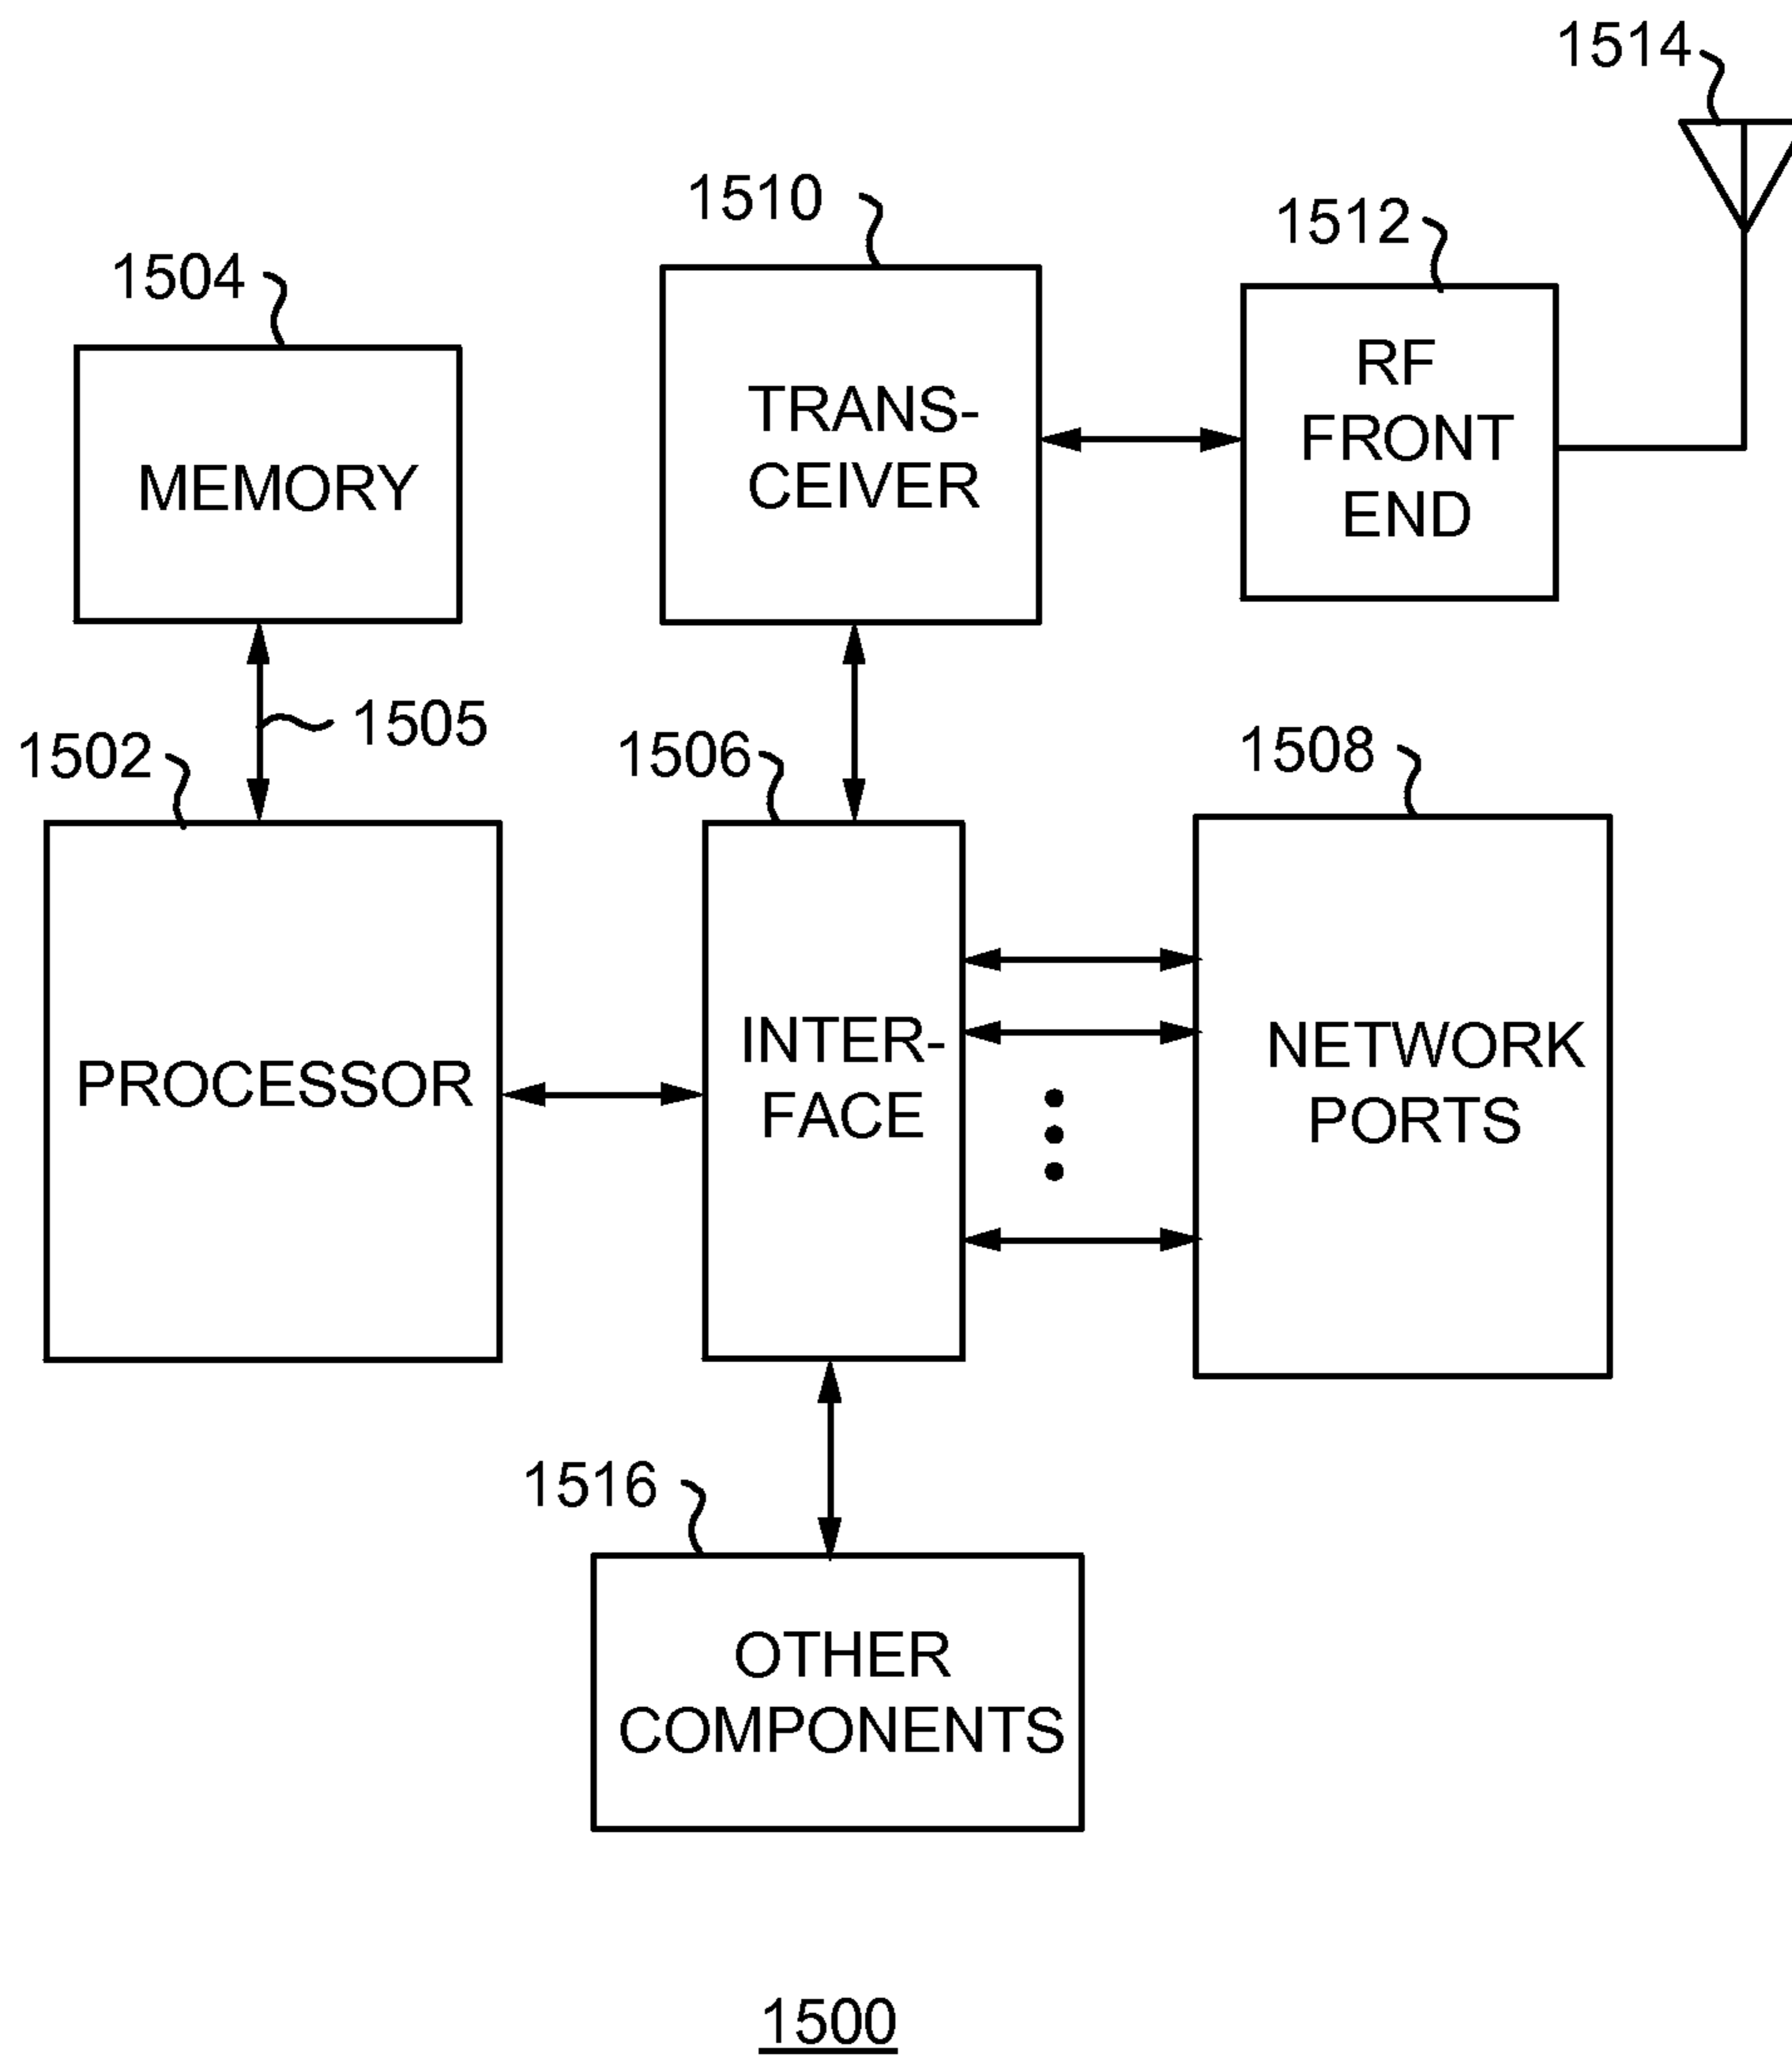 1514
1510
1512
1504
TRANS-
CEIVER
RF
FRONT
END
MEMORY
1505
1502
1506
1508
PROCESSOR
INTER-
FACE
NETWORK
PORTS
1516
OTHER
COMPONENTS
1500